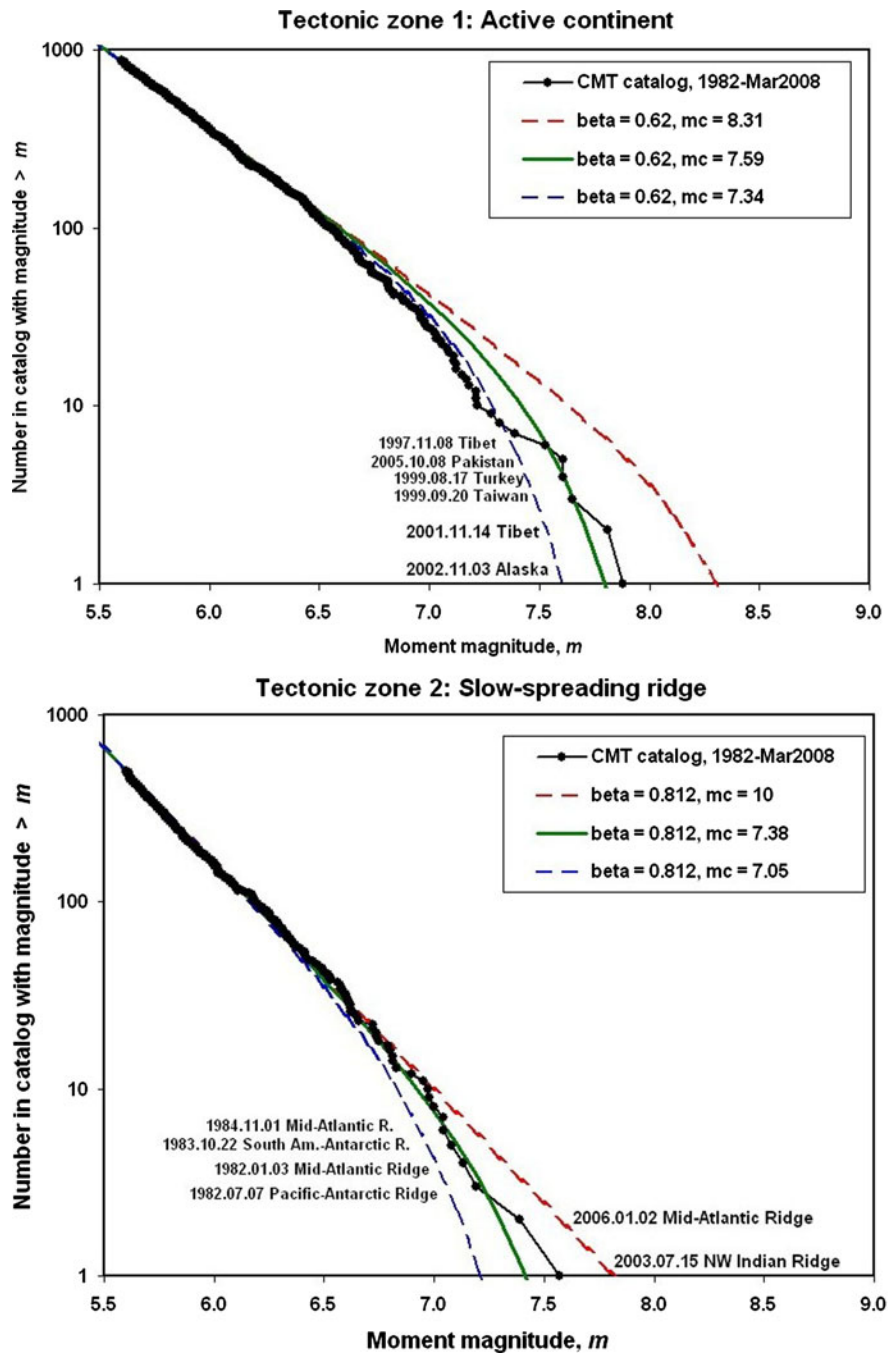 Tectonic zone 1: Active continent
1000
100
10
1
Number in catalog with magnitude > m
CMT catalog, 1982-Mar2008
beta = 0.62, mc = 8.31
beta = 0.62, mc = 7.59
beta = 0.62, mc = 7.34
1997.11.08 Tibet
2005.10.08 Pakistan
1999.08.17 Turkey
1999.09.20 Taiwan
2001.11.14 Tibet
2002.11.03 Alaska
5.5 6.0 6.5 7.0 7.5 8.0 8.5 9.0
Moment magnitude, m
Tectonic zone 2: Slow-spreading ridge
1000
100
10
1
Number in catalog with magnitude > m
CMT catalog, 1982-Mar2008
beta = 0.812, mc = 10
beta = 0.812, mc = 7.38
beta = 0.812, mc = 7.05
1984.11.01 Mid-Atlantic R.
1983.10.22 South Am.-Antarctic R.
1982.01.03 Mid-Atlantic Ridge
1982.07.07 Pacific-Antarctic Ridge
2006.01.02 Mid-Atlantic Ridge
2003.07.15 NW Indian Ridge
5.5 6.0 6.5 7.0 7.5 8.0 8.5 9.0
Moment magnitude, m